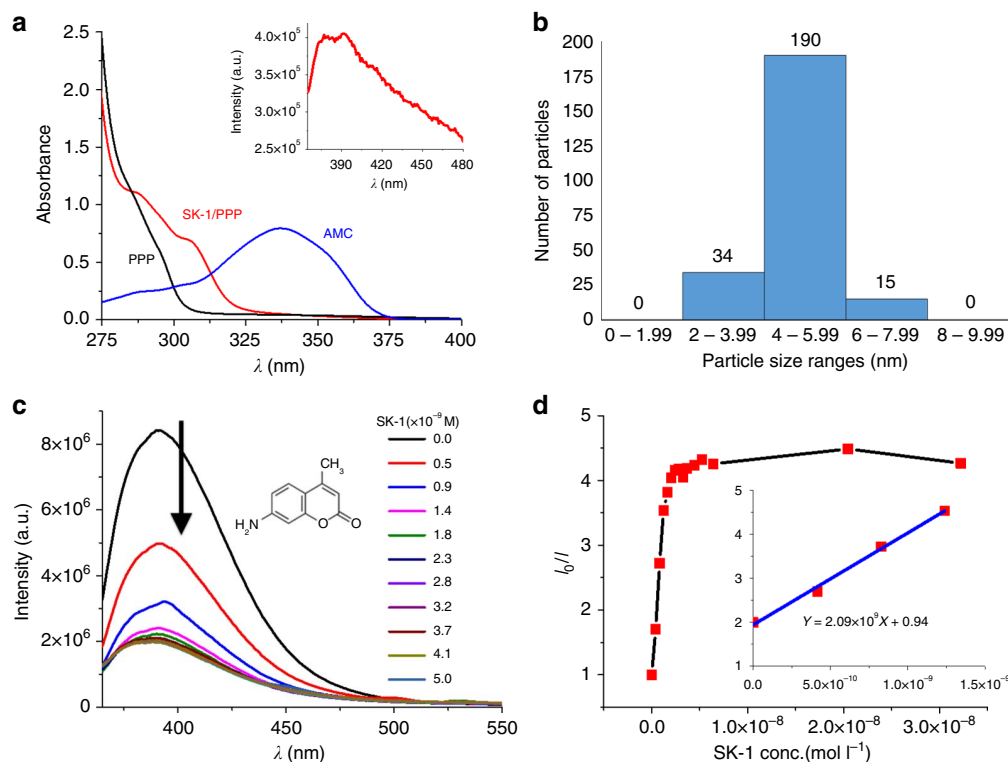 a
Absorbance
2.5
2.0
1.5
1.0
0.5
0.0
275 300 325 350 375 400
λ (nm)
PPP
SK-1/PPP
AMC
Intensity (a.u.)
4.0×10⁵
3.5×10⁵
3.0×10⁵
2.5×10⁵
390 420 450 480
λ (nm)
b
Number of particles
200
175
150
125
100
75
50
25
0
0 34 190 15 0
0 – 1.99 2 – 3.99 4 – 5.99 6 – 7.99 8 – 9.99
Particle size ranges (nm)
c
Intensity (a.u.)
8×10⁶
6×10⁶
4×10⁶
2×10⁶
0
400 450 500 550
λ (nm)
CH₃
H₂N
O
O
SK-1(×10⁻⁹ M)
0.0
0.5
0.9
1.4
1.8
2.3
2.8
3.2
3.7
4.1
5.0
d
I₀/I
5
4
3
2
1
0.0 1.0×10⁻⁸ 2.0×10⁻⁸ 3.0×10⁻⁸
SK-1 conc.(mol l⁻¹)
5
4
3
2
1
0.0 5.0×10⁻¹⁰ 1.0×10⁻⁹ 1.5×10⁻⁹
Y = 2.09×10⁹X + 0.94